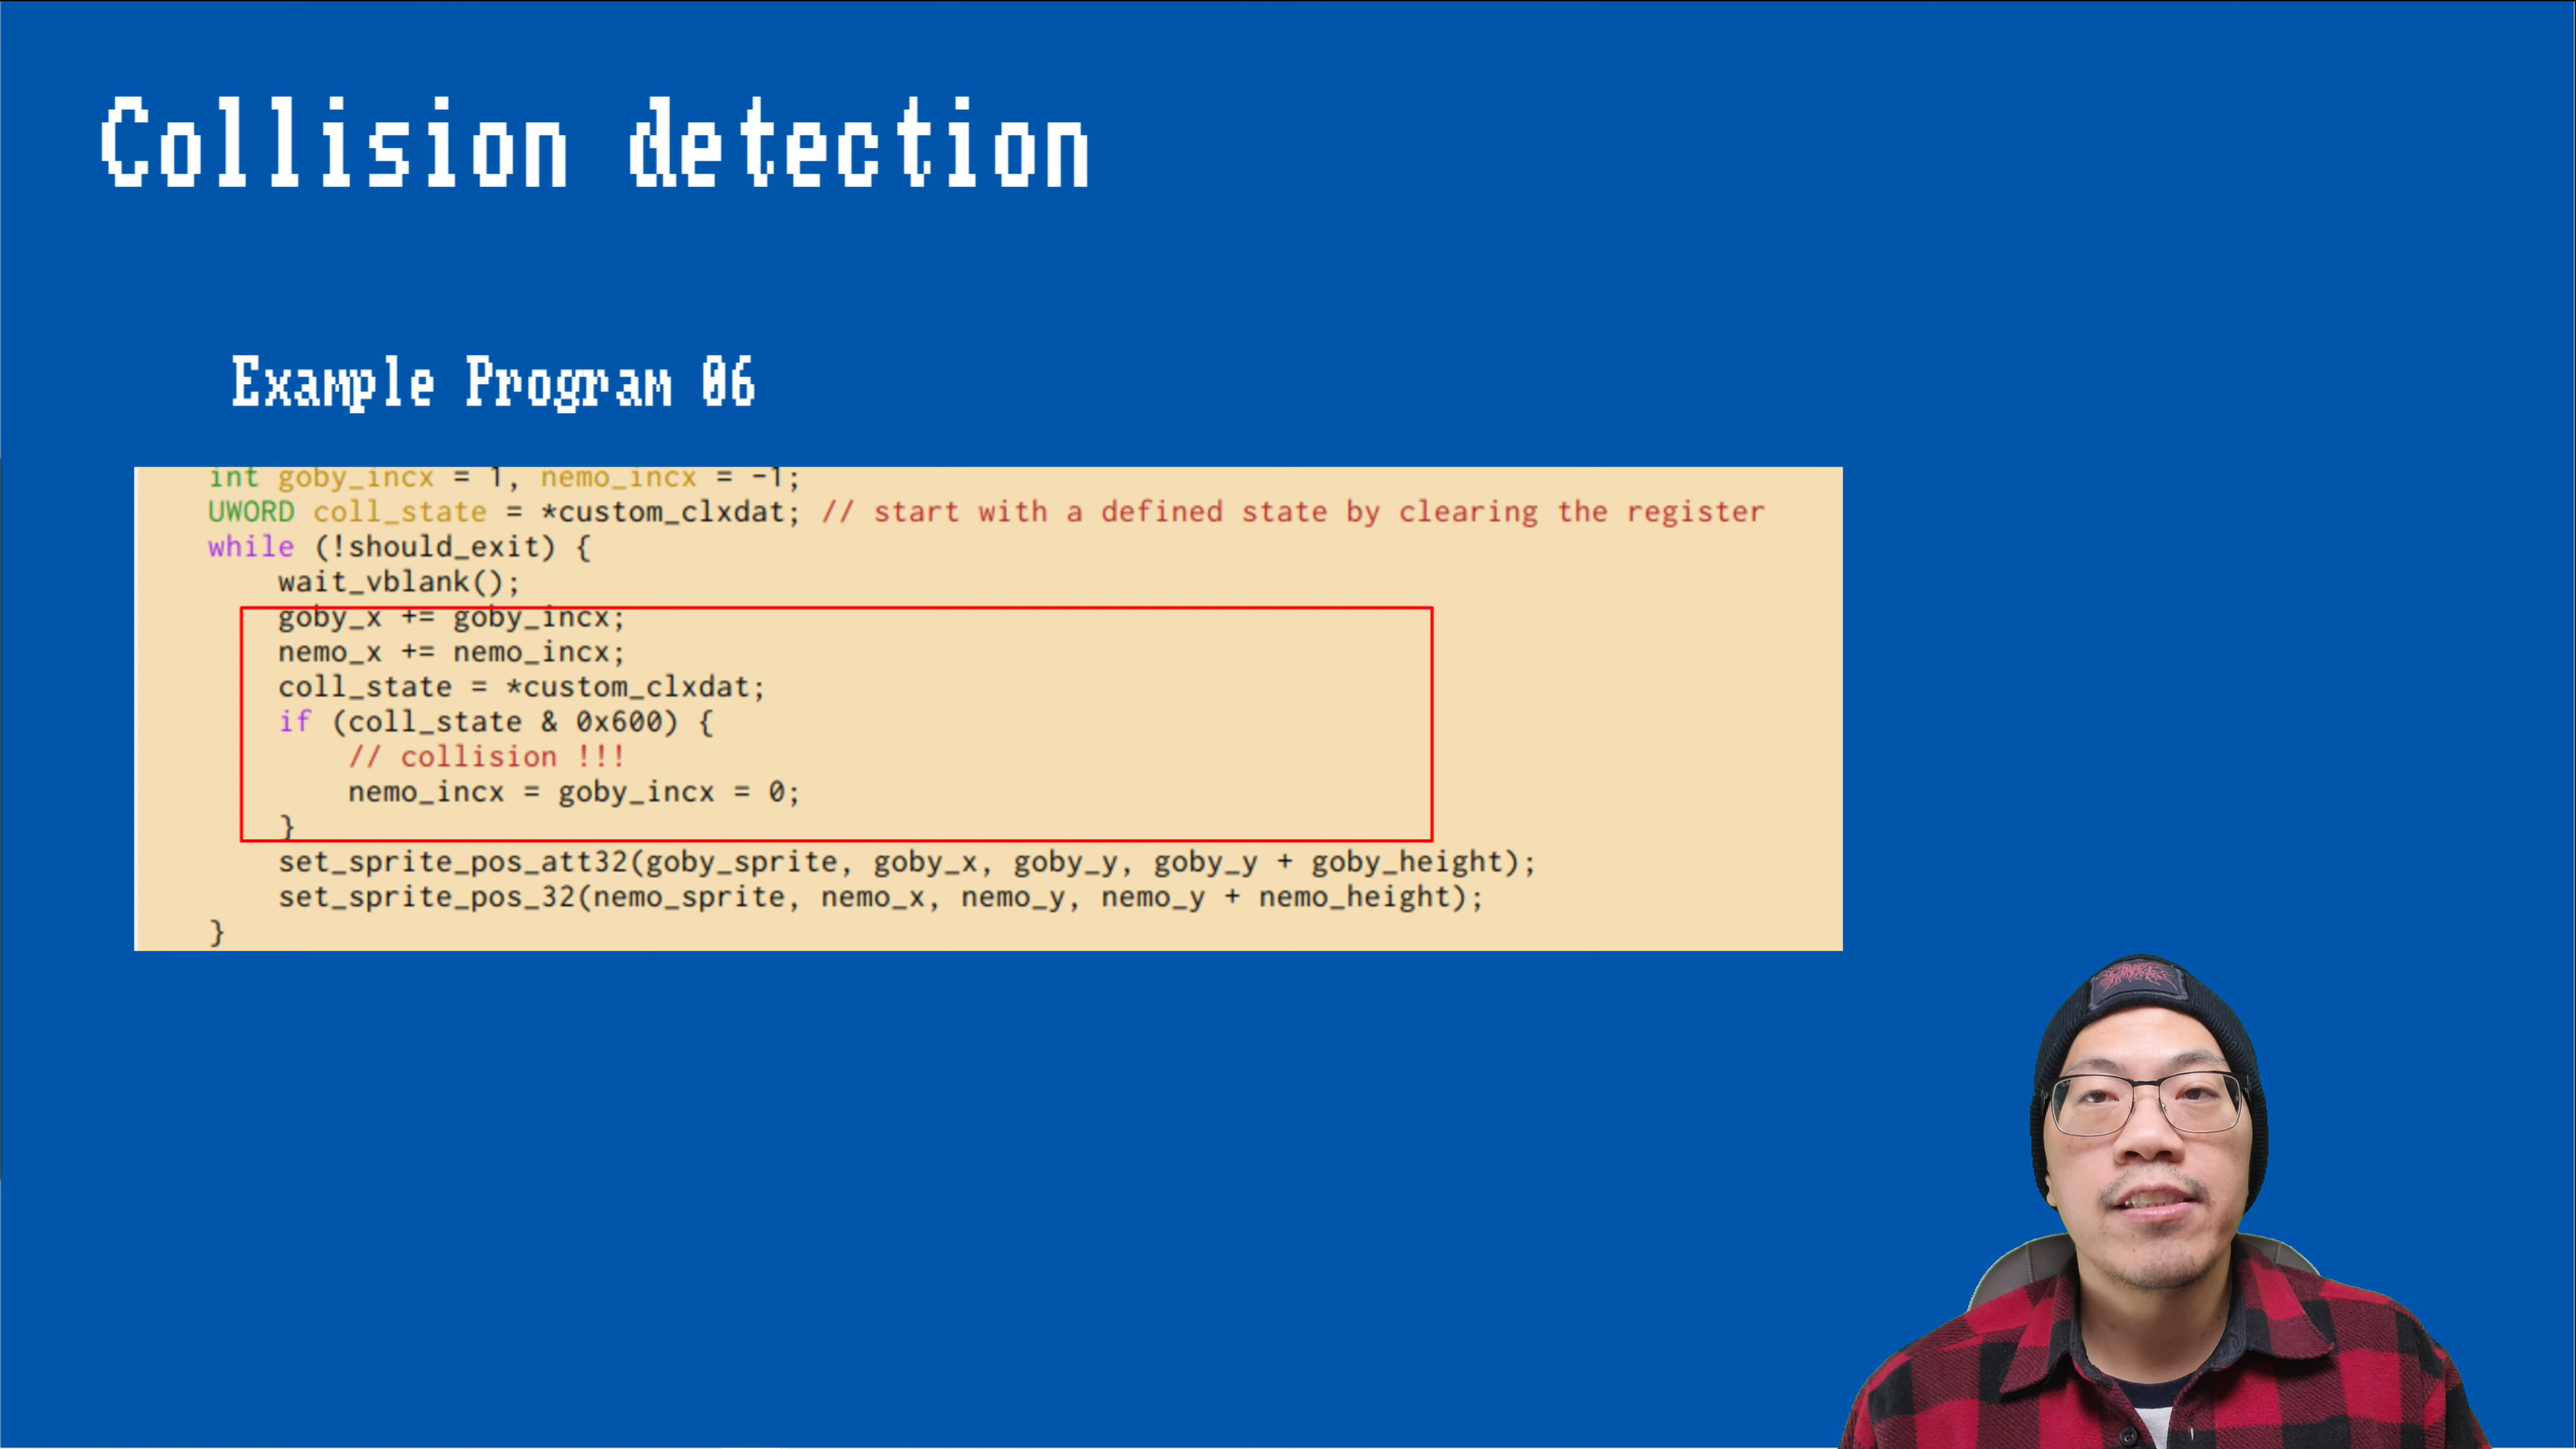 Collision detection
Example Program 06
int goby_incx = 1, nemo_incx = -1;
UWORD coll_state = *custom_clxdat; // start with a defined state by clearing the register
while (!should_exit) {
    wait_vblank();
    goby_x += goby_incx;
    nemo_x += nemo_incx;
    coll_state = *custom_clxdat;
    if (coll_state & 0x600) {
        // collision !!!
        nemo_incx = goby_incx = 0;
    }
    set_sprite_pos_att32(goby_sprite, goby_x, goby_y, goby_y + goby_height);
    set_sprite_pos_32(nemo_sprite, nemo_x, nemo_y, nemo_y + nemo_height);
}